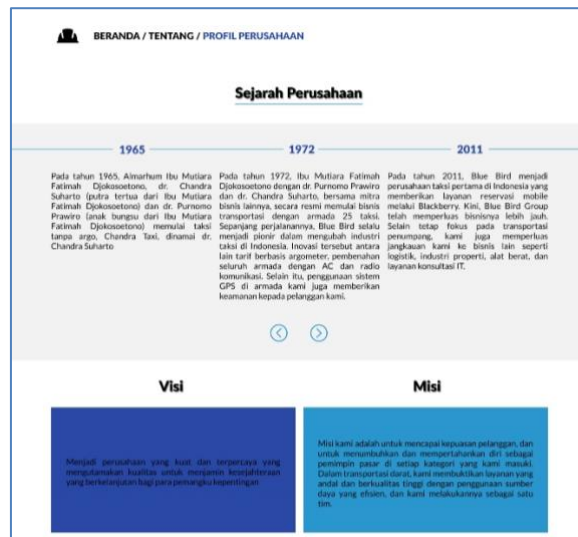 BERANDA / TENTANG / PROFIL PERUSAHAAN
Sejarah Perusahaan
1965
Pada tahun 1965, Almarhum Ibu Mutiara
Fatimah Djokosoetono, dr. Chandra
Suharto (putra tertua dari Ibu Mutiara
Fatimah Djokosoetono) dan dr. Purnomo
Prawiro (anak bungsu dari Ibu Mutiara
Fatimah Djokosoetono) memulai taksi
tanpa argo, Chandra Taxi, dinamai dr.
Chandra Suharto
1972
Pada tahun 1972, Ibu Mutiara Fatimah
Djokosoetono dengan dr. Purnomo Prawiro
dan dr. Chandra Suharto, bersama mitra
bisnis lainnya, secara resmi memulai bisnis
transportasi dengan armada 25 taksi.
Sepanjang perjalanannya, Blue Bird selalu
menjadi pionir dalam mengubah industri
taksi di Indonesia. Inovasi tersebut antara
lain tarif berbasis argometer, pembenahan
seluruh armada dengan AC dan radio
komunikasi. Selain itu, penggunaan sistem
GPS di armada kami juga memberikan
keamanan kepada pelanggan kami.
2011
Pada tahun 2011, Blue Bird menjadi
perusahaan taksi pertama di Indonesia yang
memberikan layanan reservasi mobile
melalui Blackberry. Kini, Blue Bird Group
telah memperluas bisnisnya lebih jauh.
Selain tetap fokus pada transportasi
penumpang, kami juga memperluas
jangkauan kami ke bisnis lain seperti
logistik, industri properti, alat berat, dan
layanan konsultasi IT.
Visi
Menjadi perusahaan yang kuat dan terpercaya yang
mengutamakan kualitas untuk menjamin kesejahteraan
yang berkelanjutan bagi para pemangku kepentingan
Misi
Misi kami adalah untuk mencapai kepuasan pelanggan, dan
untuk menumbuhkan dan mempertahankan diri sebagai
pemimpin pasar di setiap kategori yang kami masuki.
Dalam transportasi darat, kami membuktikan layanan yang
andal dan berkualitas tinggi dengan penggunaan sumber
daya yang efisien, dan kami melakukannya sebagai satu
tim.